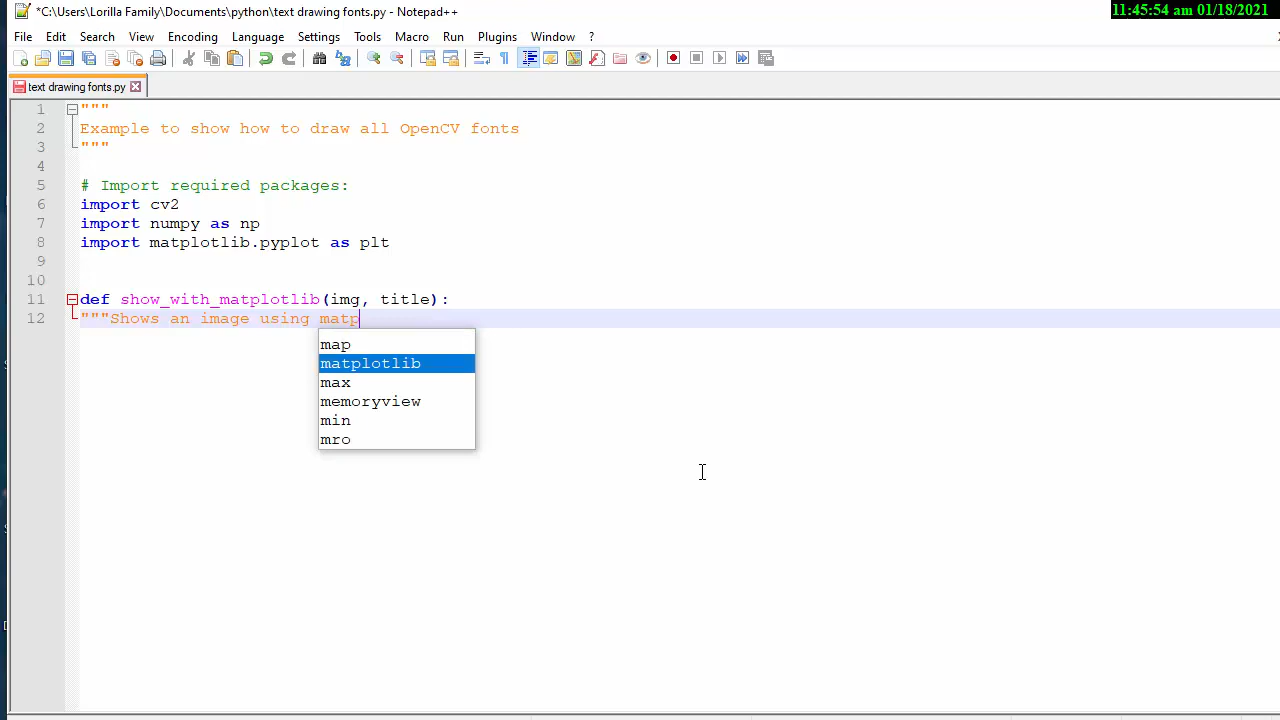 *C:\Users\Lorilla Family\Documents\python\text drawing fonts.py - Notepad++
11:45:54 am 01/18/2021
File Edit Search View Encoding Language Settings Tools Macro Run Plugins Window ?
text drawing fonts.py
1 """
2 Example to show how to draw all OpenCV fonts
3 """
4
5 # Import required packages:
6 import cv2
7 import numpy as np
8 import matplotlib.pyplot as plt
9
10
11 def show_with_matplotlib(img, title):
12 """Shows an image using matp
map
matplotlib
max
memoryview
min
mro